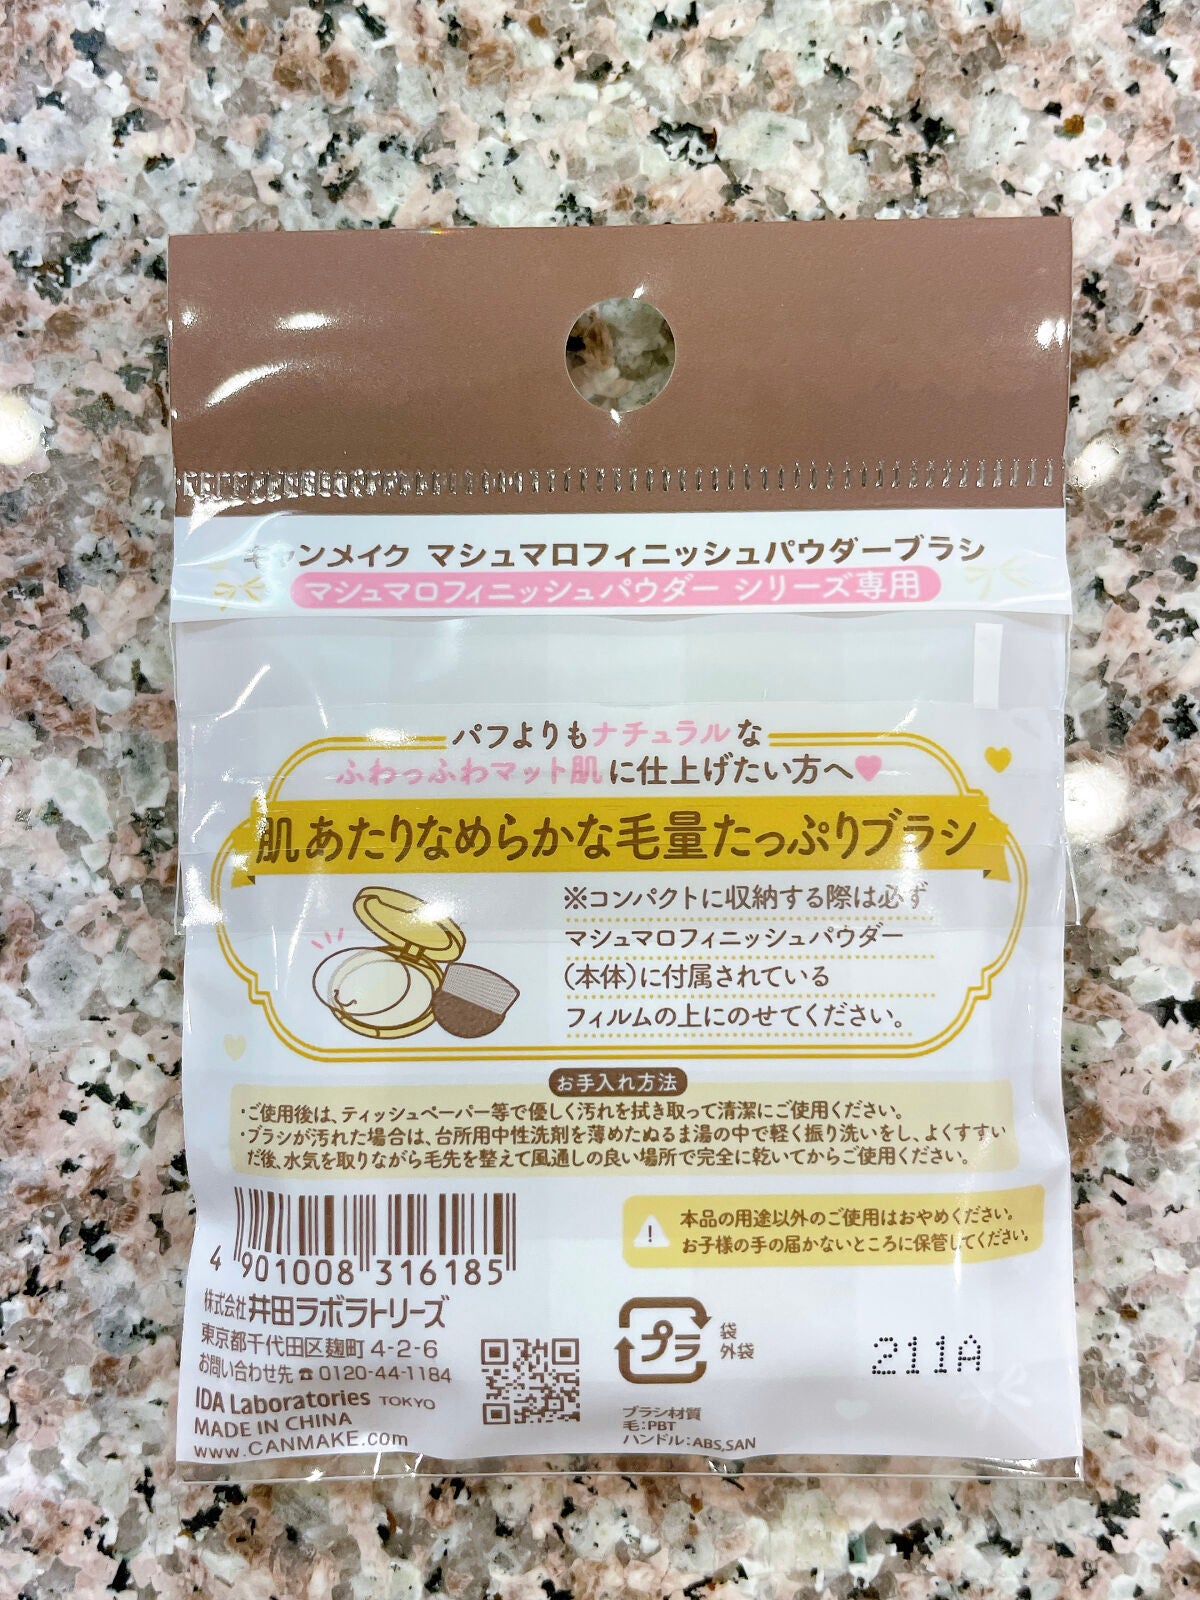 キャンメイク マシュマロフィニッシュパウダーブラシ
マシュマロフィニッシュパウダー シリーズ専用
パフよりもナチュラルな
ふわっふわマット肌に仕上げたい方へ♥
肌あたりなめらかな毛量たっぷりブラシ
※コンパクトに収納する際は必ず
マシュマロフィニッシュパウダー
(本体)に付属されている
フィルムの上にのせてください。
お手入れ方法
・ご使用後は、ティッシュペーパー等で優しく汚れを拭き取って清潔にご使用ください。
・ブラシが汚れた場合は、台所用中性洗剤を薄めたぬるま湯の中で軽く振り洗いをし、よくすすい
だ後、水気を取りながら毛先を整えて風通しの良い場所で完全に乾いてからご使用ください。
4 901008 316185
本品の用途以外のご使用はおやめください。
お子様の手の届かないところに保管してください。
株式会社 井田ラボラトリーズ
東京都千代田区麹町 4-2-6
お問い合わせ先 ☎ 0120-44-1184
IDA Laboratories TOKYO
MADE IN CHINA
www.CANMAKE.com
プラ
袋
外袋
ブラシ材質
毛:PBT
ハンドル:ABS,SAN
211A